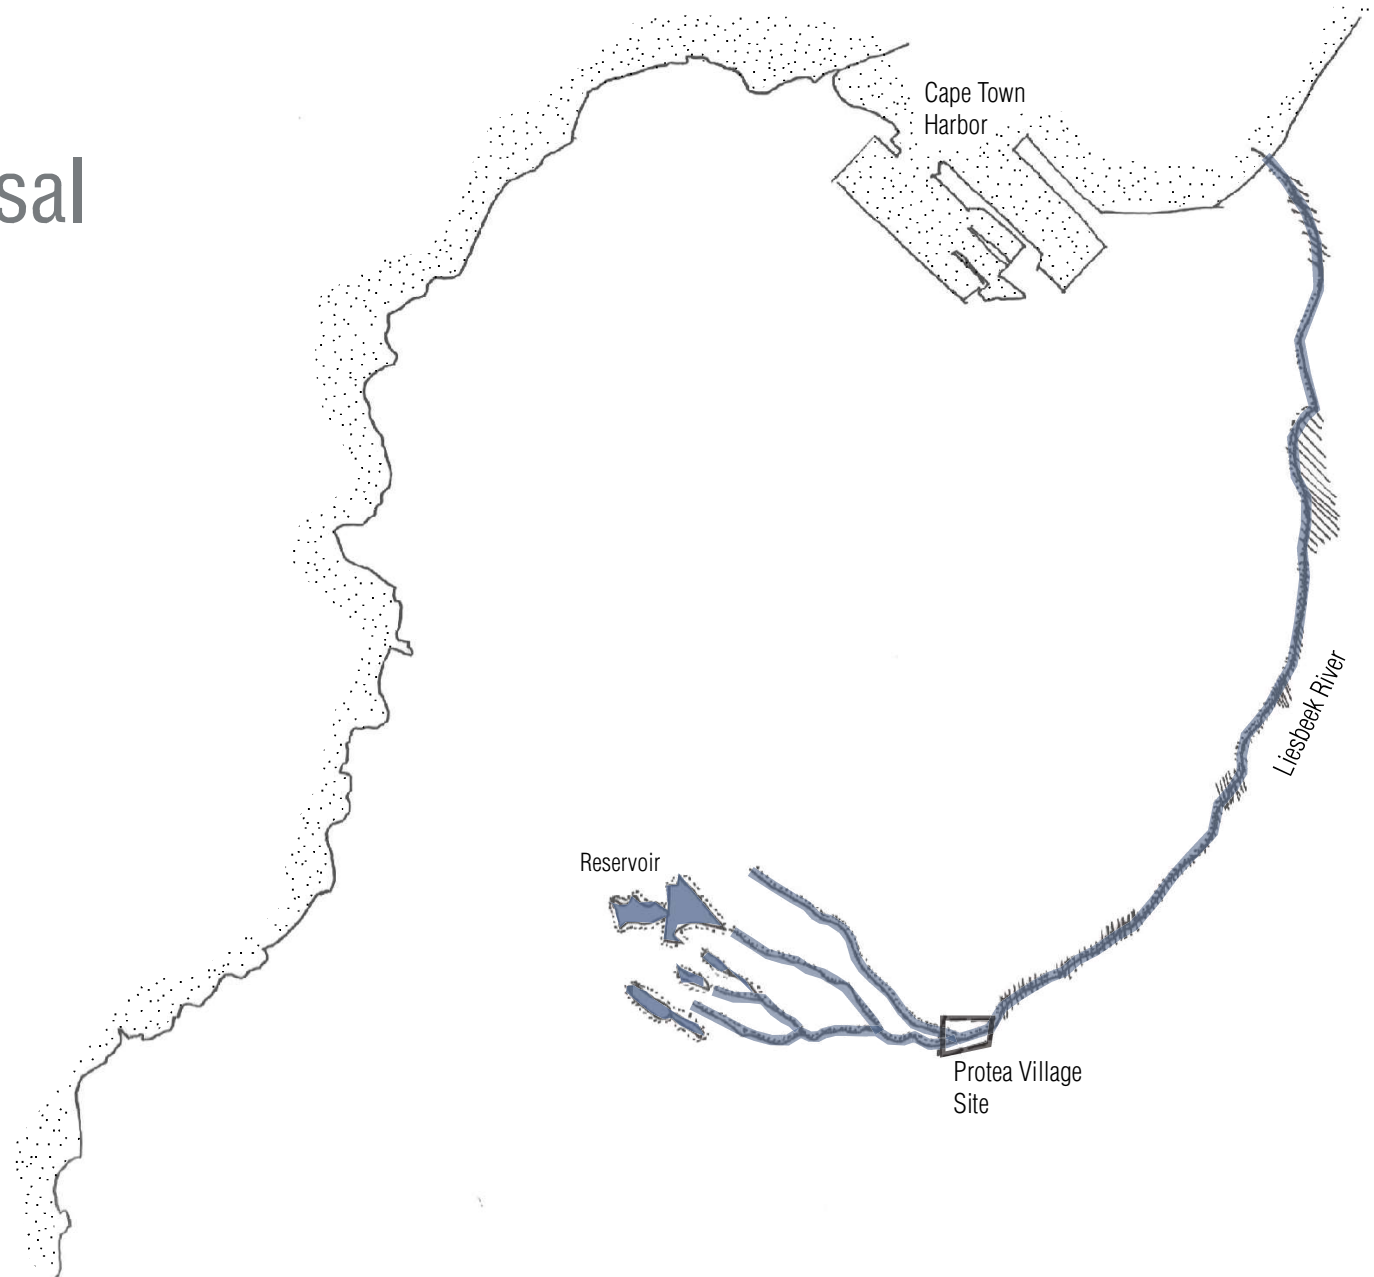 sal
Cape Town
Harbor
Liesbeek River
Reservoir
Protea Village
Site